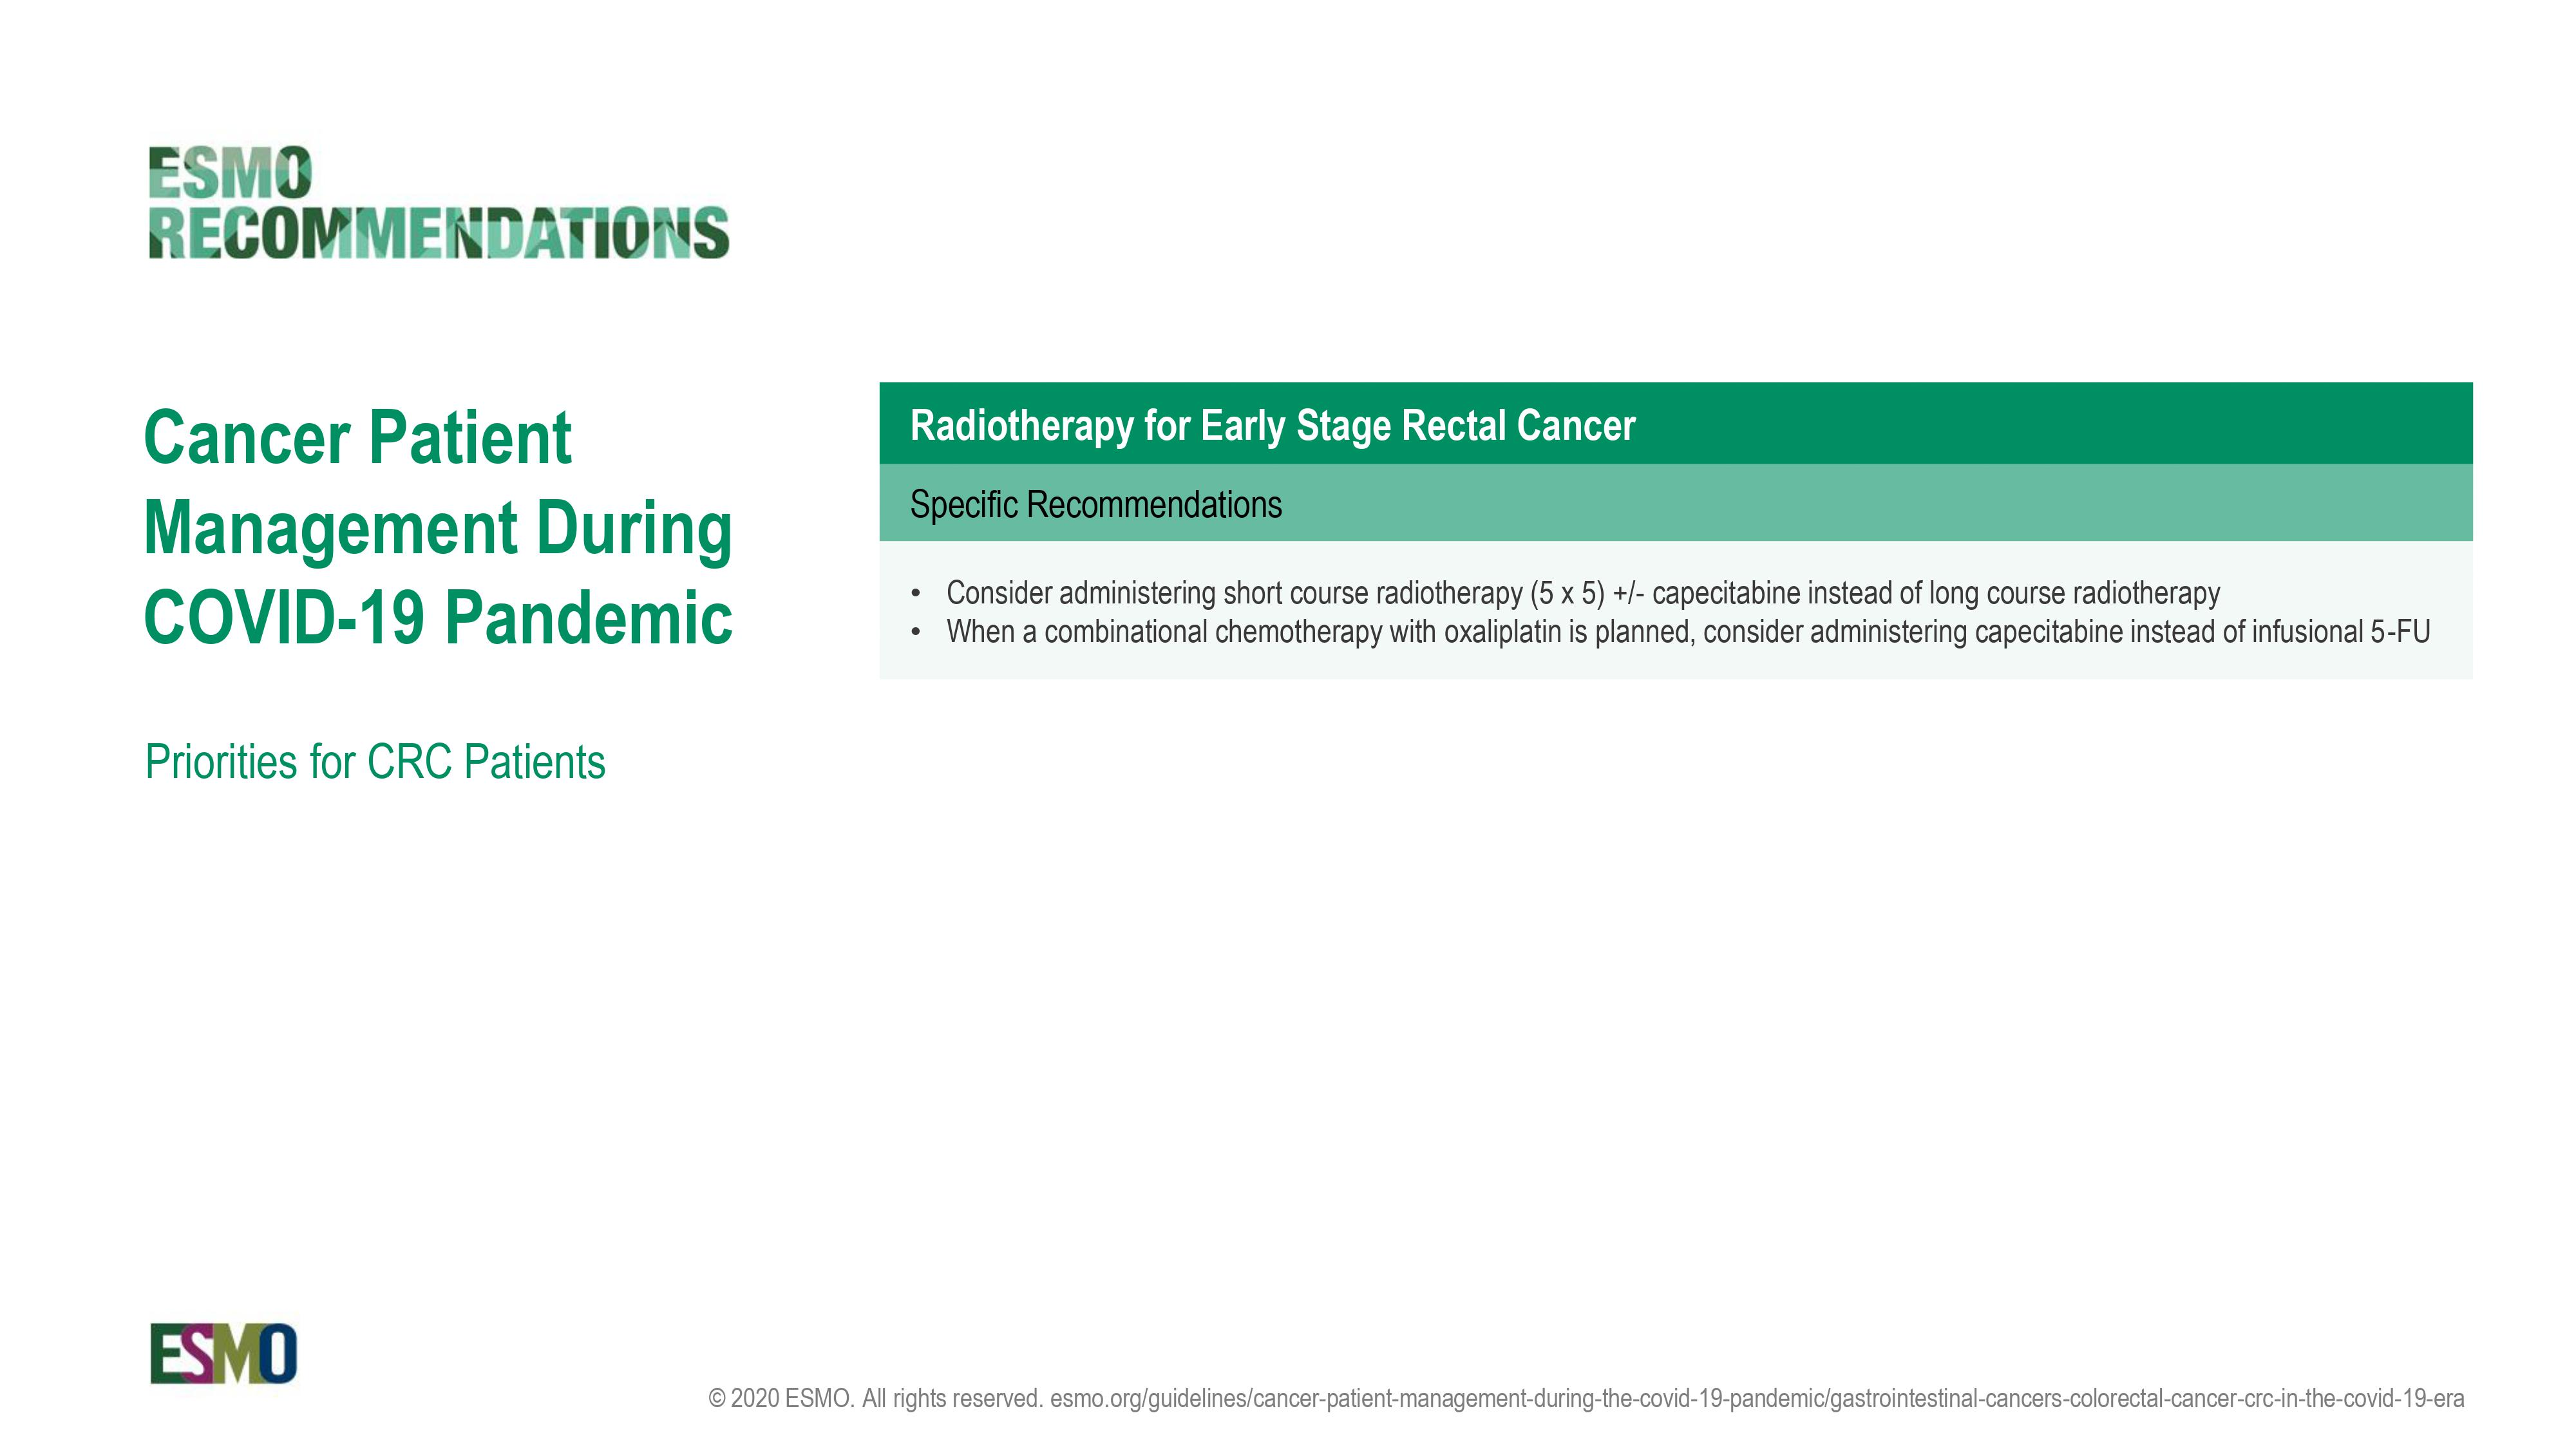 ESMO
RECOMMENDATIONS
Cancer Patient
Management During
COVID-19 Pandemic
Priorities for CRC Patients
Radiotherapy for Early Stage Rectal Cancer
Specific Recommendations
• Consider administering short course radiotherapy (5 x 5) +/- capecitabine instead of long course radiotherapy
• When a combinational chemotherapy with oxaliplatin is planned, consider administering capecitabine instead of infusional 5-FU
ESMO
© 2020 ESMO. All rights reserved. esmo.org/guidelines/cancer-patient-management-during-the-covid-19-pandemic/gastrointestinal-cancers-colorectal-cancer-crc-in-the-covid-19-era